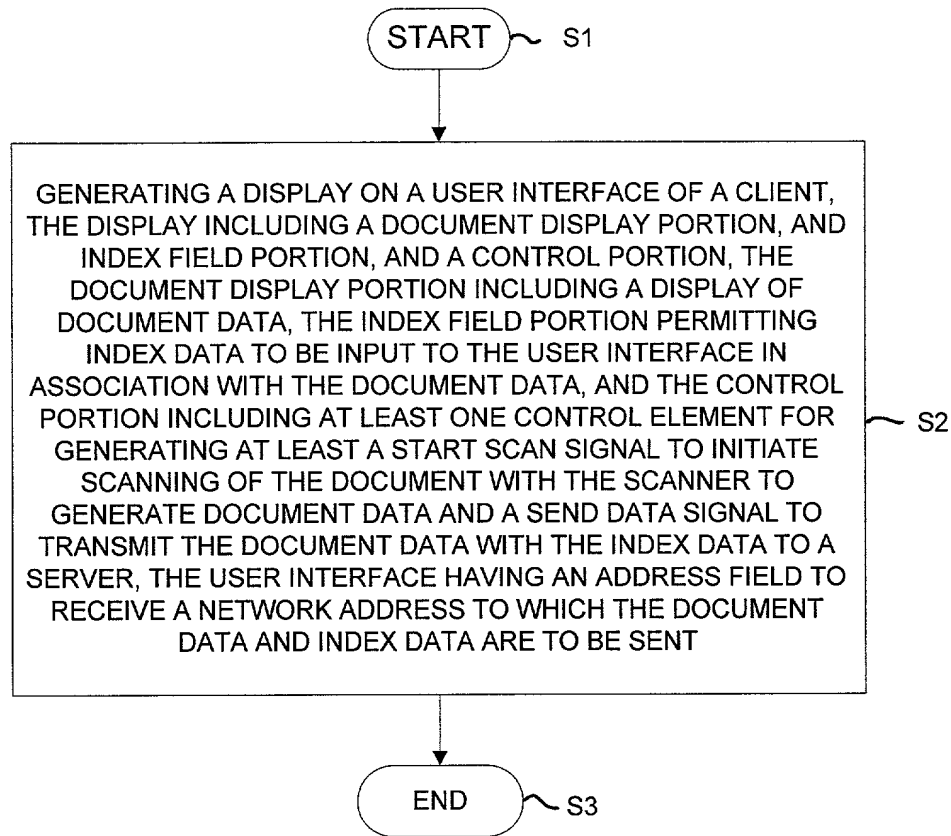 START
S1
GENERATING A DISPLAY ON A USER INTERFACE OF A CLIENT,
THE DISPLAY INCLUDING A DOCUMENT DISPLAY PORTION, AND
INDEX FIELD PORTION, AND A CONTROL PORTION, THE
DOCUMENT DISPLAY PORTION INCLUDING A DISPLAY OF
DOCUMENT DATA, THE INDEX FIELD PORTION PERMITTING
INDEX DATA TO BE INPUT TO THE USER INTERFACE IN
ASSOCIATION WITH THE DOCUMENT DATA, AND THE CONTROL
PORTION INCLUDING AT LEAST ONE CONTROL ELEMENT FOR
GENERATING AT LEAST A START SCAN SIGNAL TO INITIATE
SCANNING OF THE DOCUMENT WITH THE SCANNER TO
GENERATE DOCUMENT DATA AND A SEND DATA SIGNAL TO
TRANSMIT THE DOCUMENT DATA WITH THE INDEX DATA TO A
SERVER, THE USER INTERFACE HAVING AN ADDRESS FIELD TO
RECEIVE A NETWORK ADDRESS TO WHICH THE DOCUMENT
DATA AND INDEX DATA ARE TO BE SENT
S2
END
S3